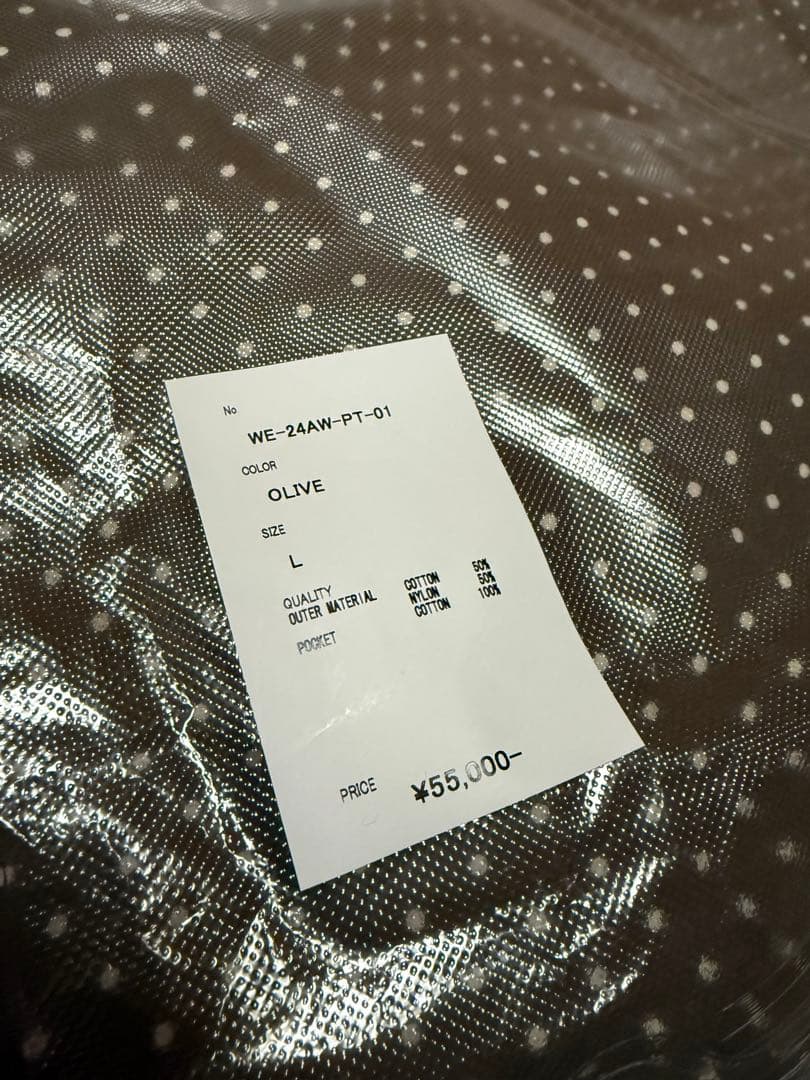 No.
WE-24AW-PT-01
COLOR
OLIVE
SIZE
L
QUALITY
OUTER MATERIAL COTTON 50%
NYLON 50%
POCKET COTTON 100%
PRICE ¥55,000-